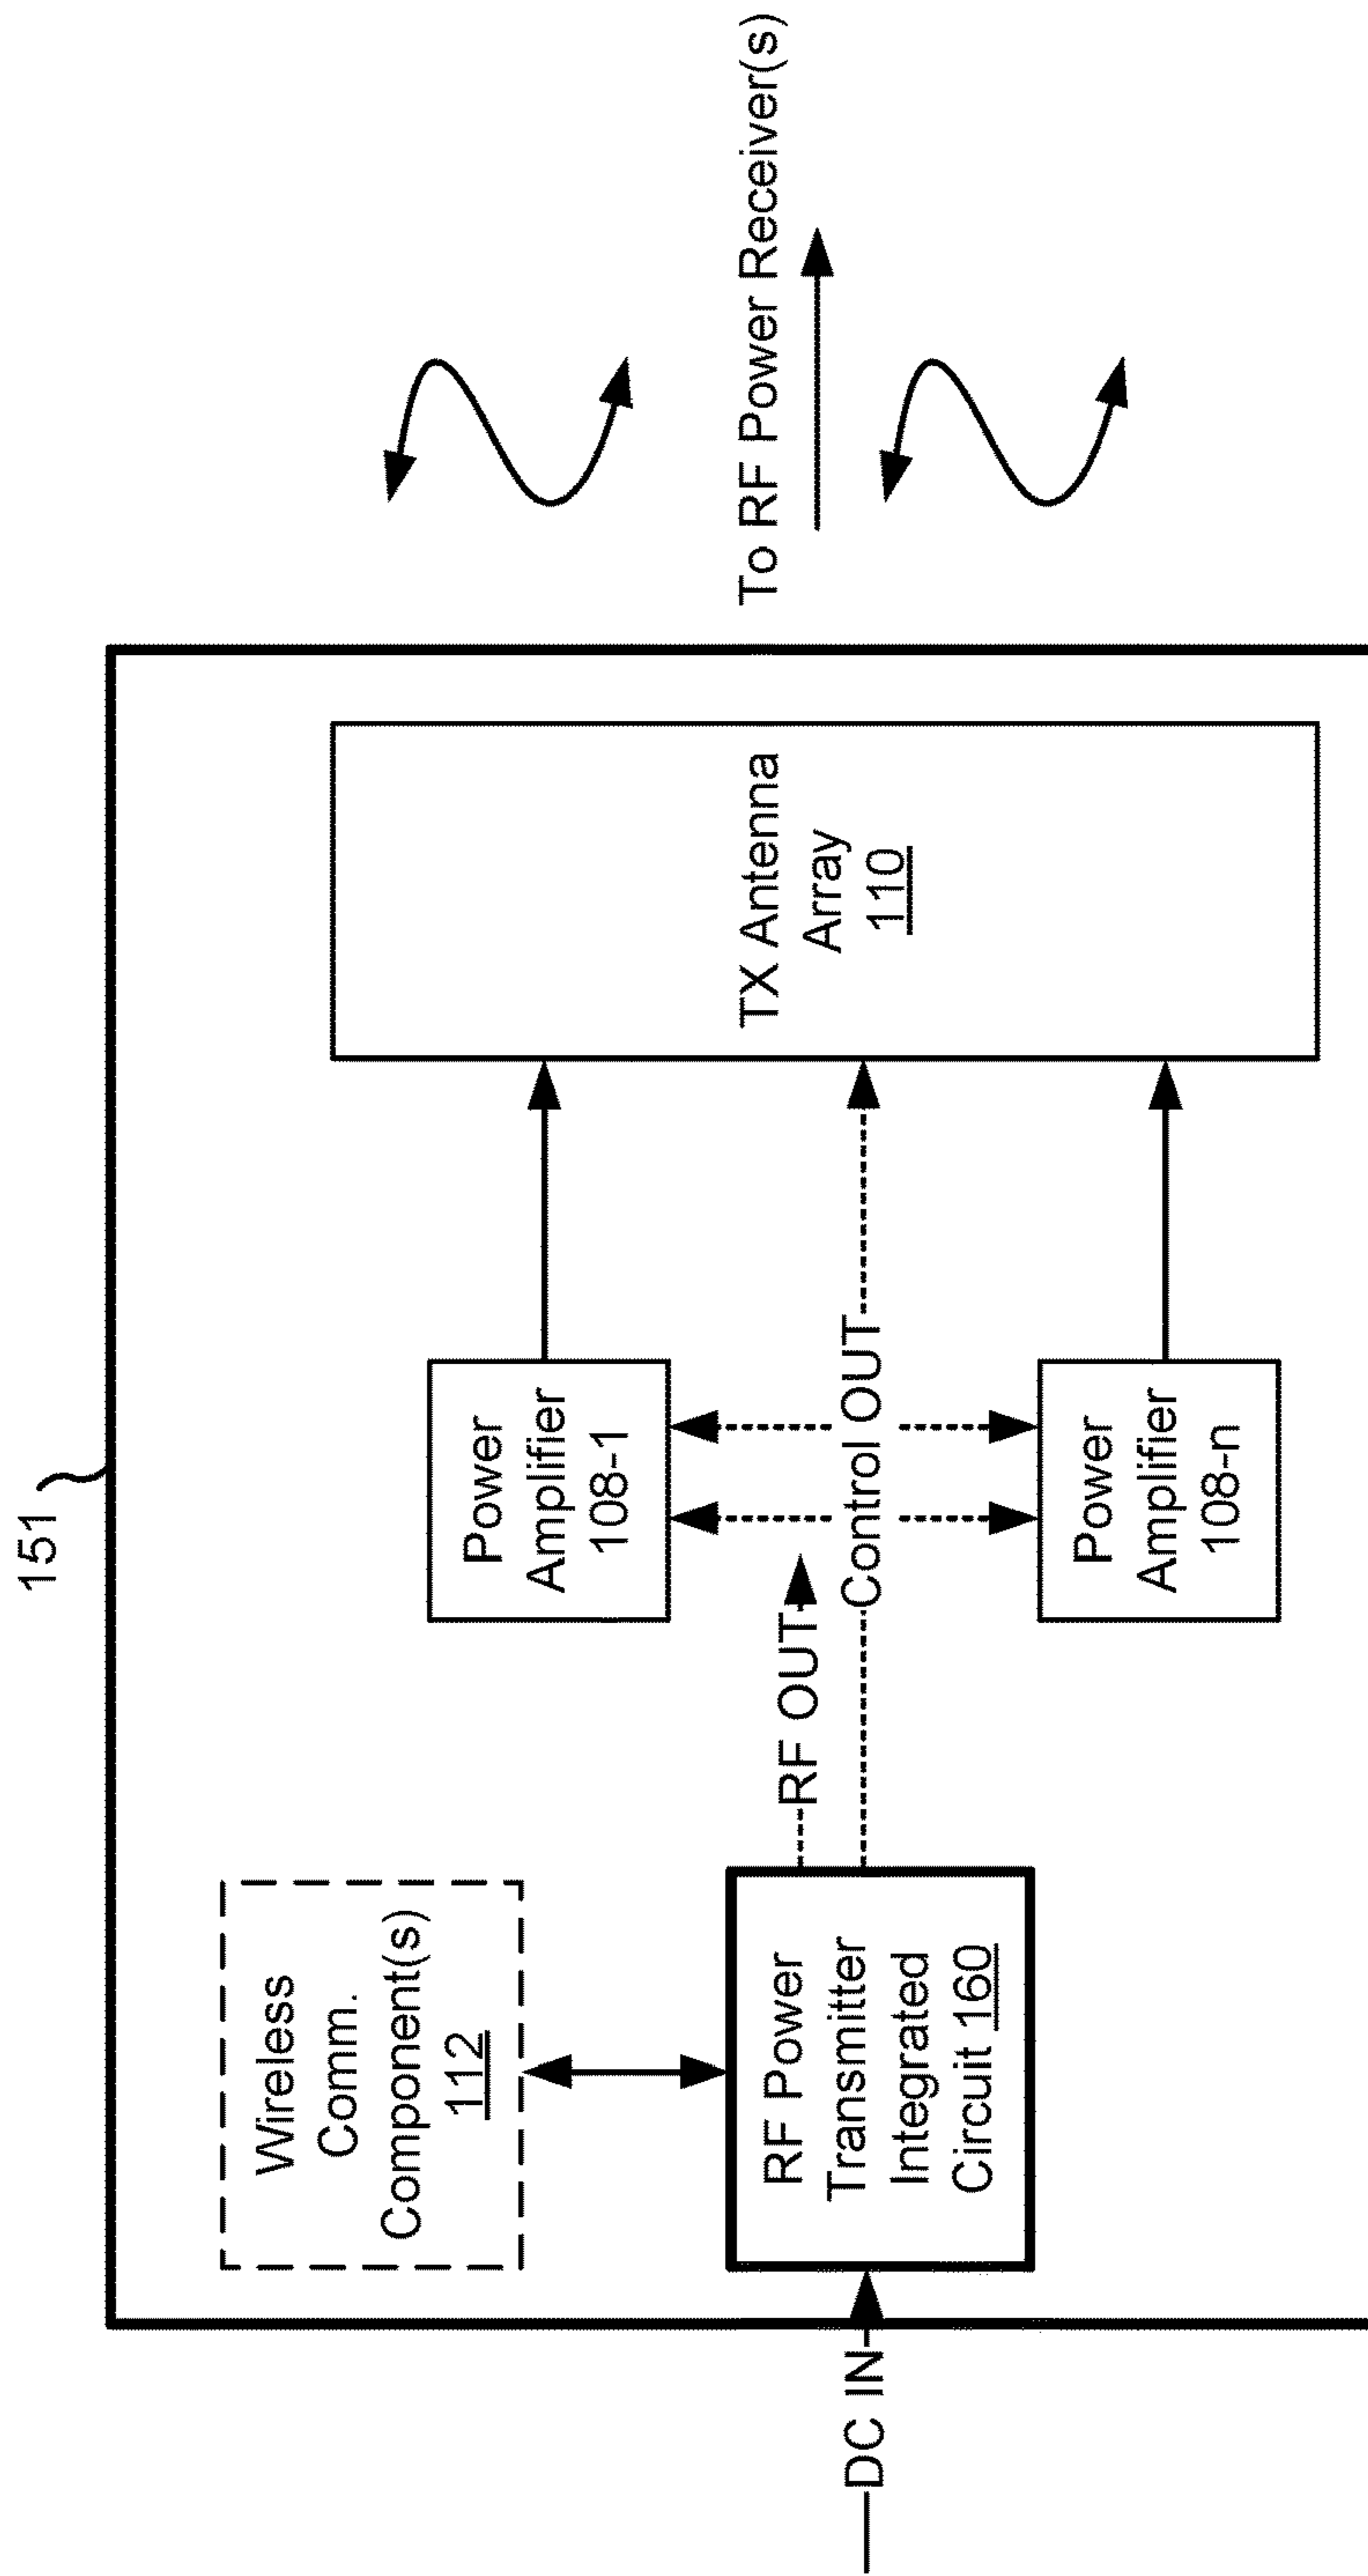 151
Wireless
Comm.
Component(s)
112
DC IN
RF Power
Transmitter
Integrated
Circuit 160
RF OUT
Control OUT
Power
Amplifier
108-1
Power
Amplifier
108-n
TX Antenna
Array
110
To RF Power Receiver(s)